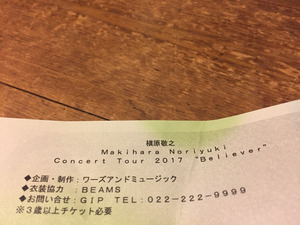 槇原敬之
Makihara Noriyuki
Concert Tour 2017 "Believer"
◆企画・制作：ワーズアンドミュージック
◆衣装協力　：BEAMS
◆お問い合せ：GIP TEL：022-222-9999
※３歳以上チケット必要